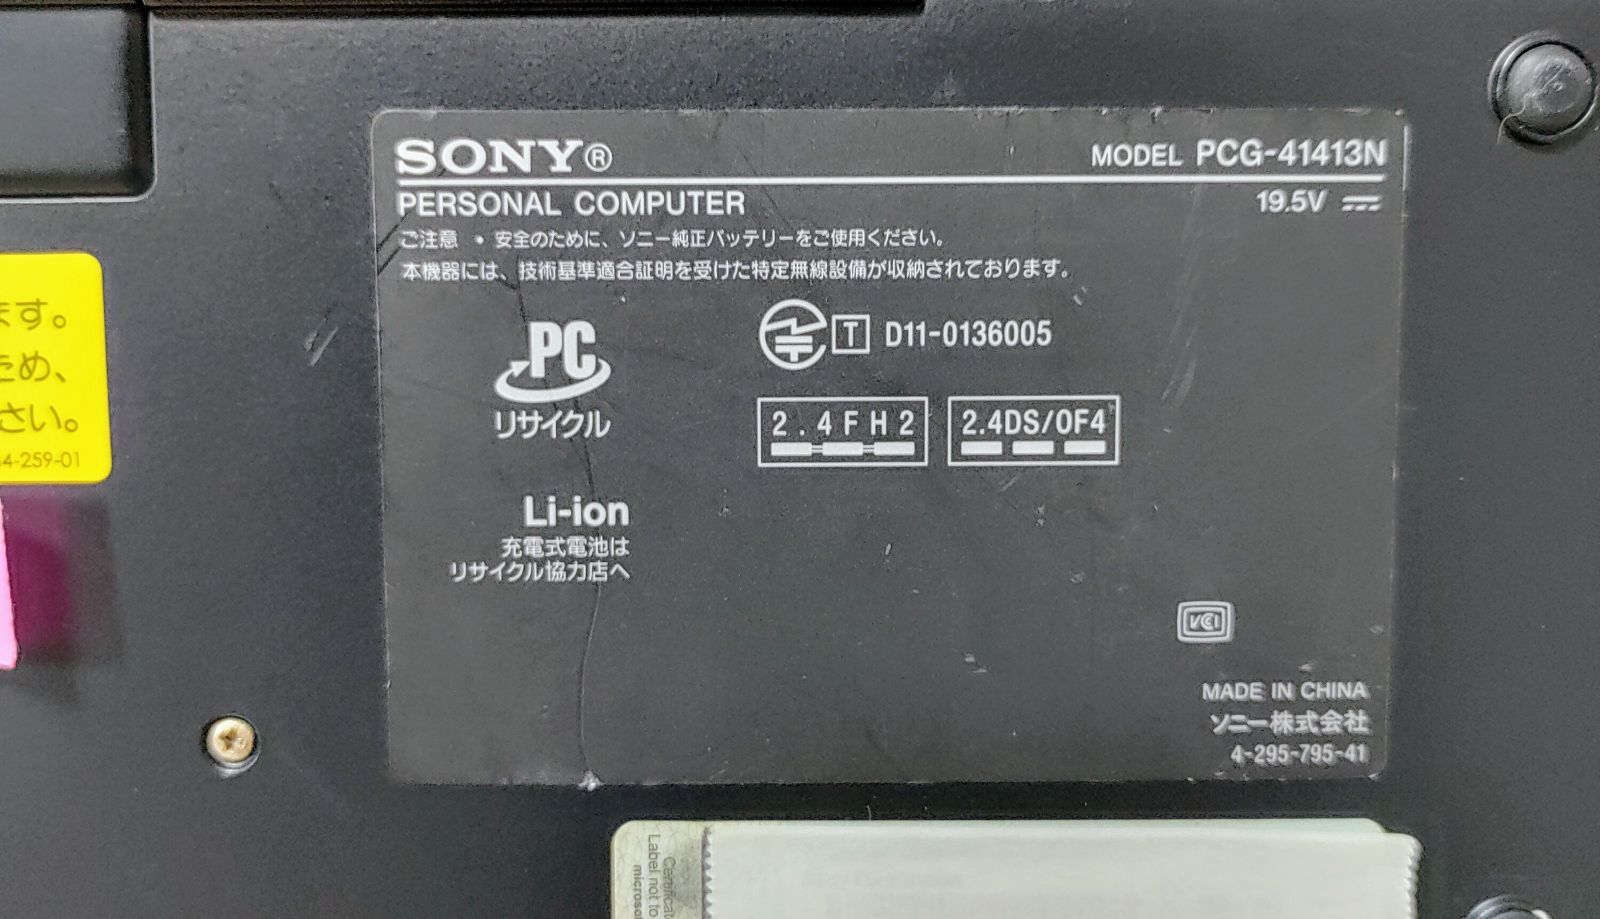 SONY®
MODEL PCG-41413N
PERSONAL COMPUTER
19.5V
ご注意 • 安全のために、ソニー純正バッテリーをご使用ください。
本機器には、技術基準適合証明を受けた特定無線設備が収納されております。
ます。
ため、
さい。
4-259-01
PC
リサイクル
T D11-0136005
2.4FH2
2.4DS/OF4
Li-ion
充電式電池は
リサイクル協力店へ
VCI
MADE IN CHINA
ソニー株式会社
4-295-795-41
Certificat
Label not to
microso